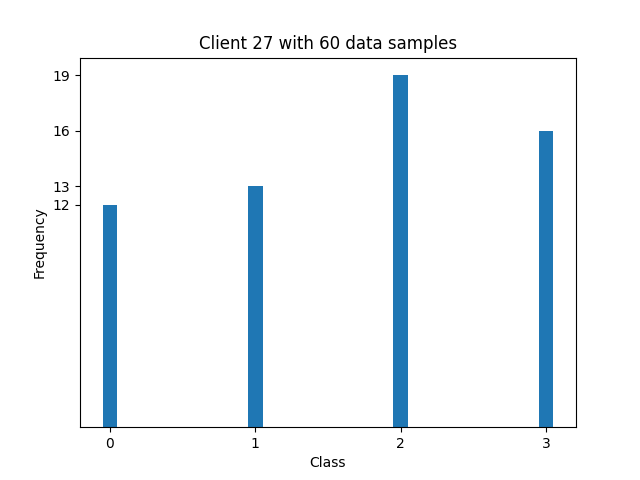 Client 27 with 60 data samples
19
16
13
12
Frequency
0 1 2 3
Class